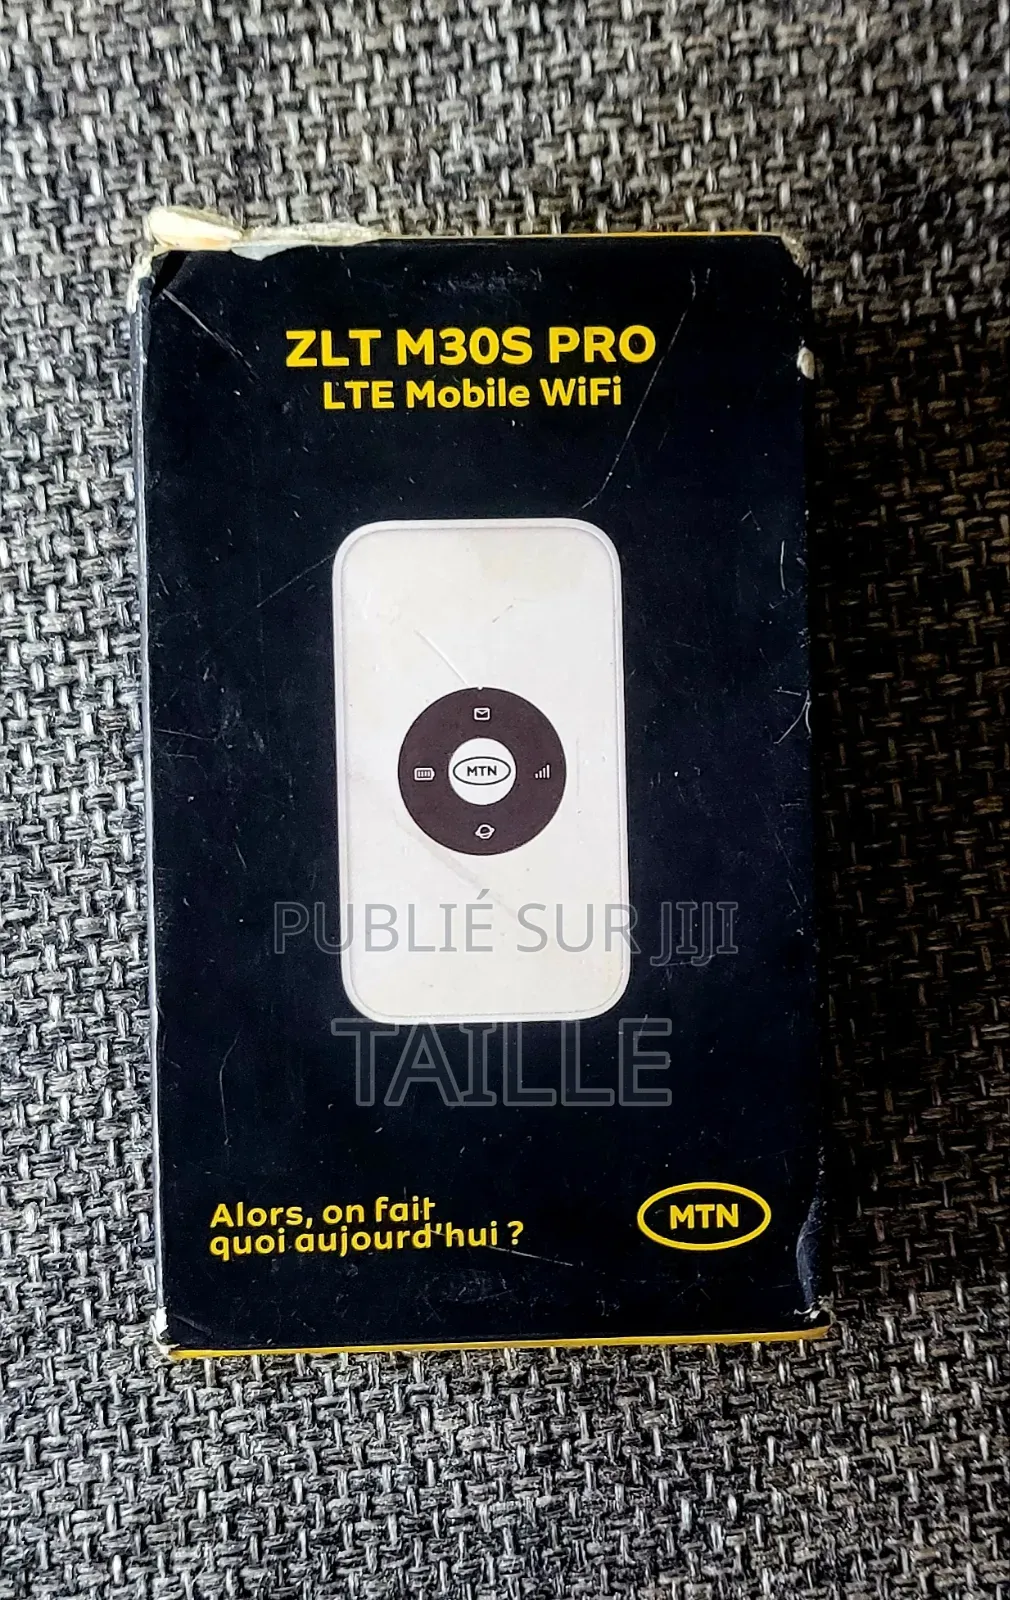 ZLT M30S PRO
LTE Mobile WiFi
MTN
PUBLIÉ SUR JIJI
TAILLE
Alors, on fait
quoi aujourd'hui ?
MTN